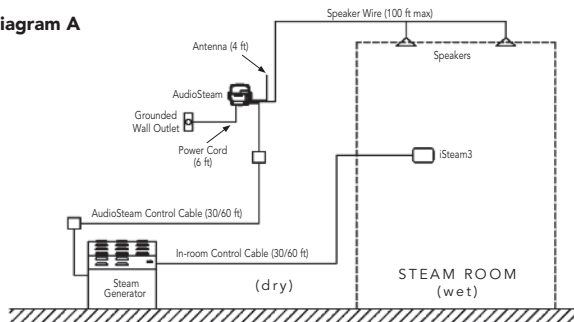 iagram A
Speaker Wire (100 ft max)
Antenna (4 ft)
Speakers
AudioSteam
Grounded
Wall Outlet
Power Cord
(6 ft)
iSteam3
AudioSteam Control Cable (30/60 ft)
In-room Control Cable (30/60 ft)
Steam
Generator
(dry)
STEAM ROOM
(wet)